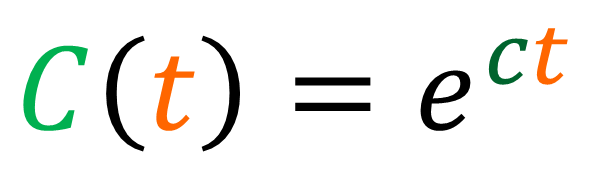 C(t) = e^{ct}